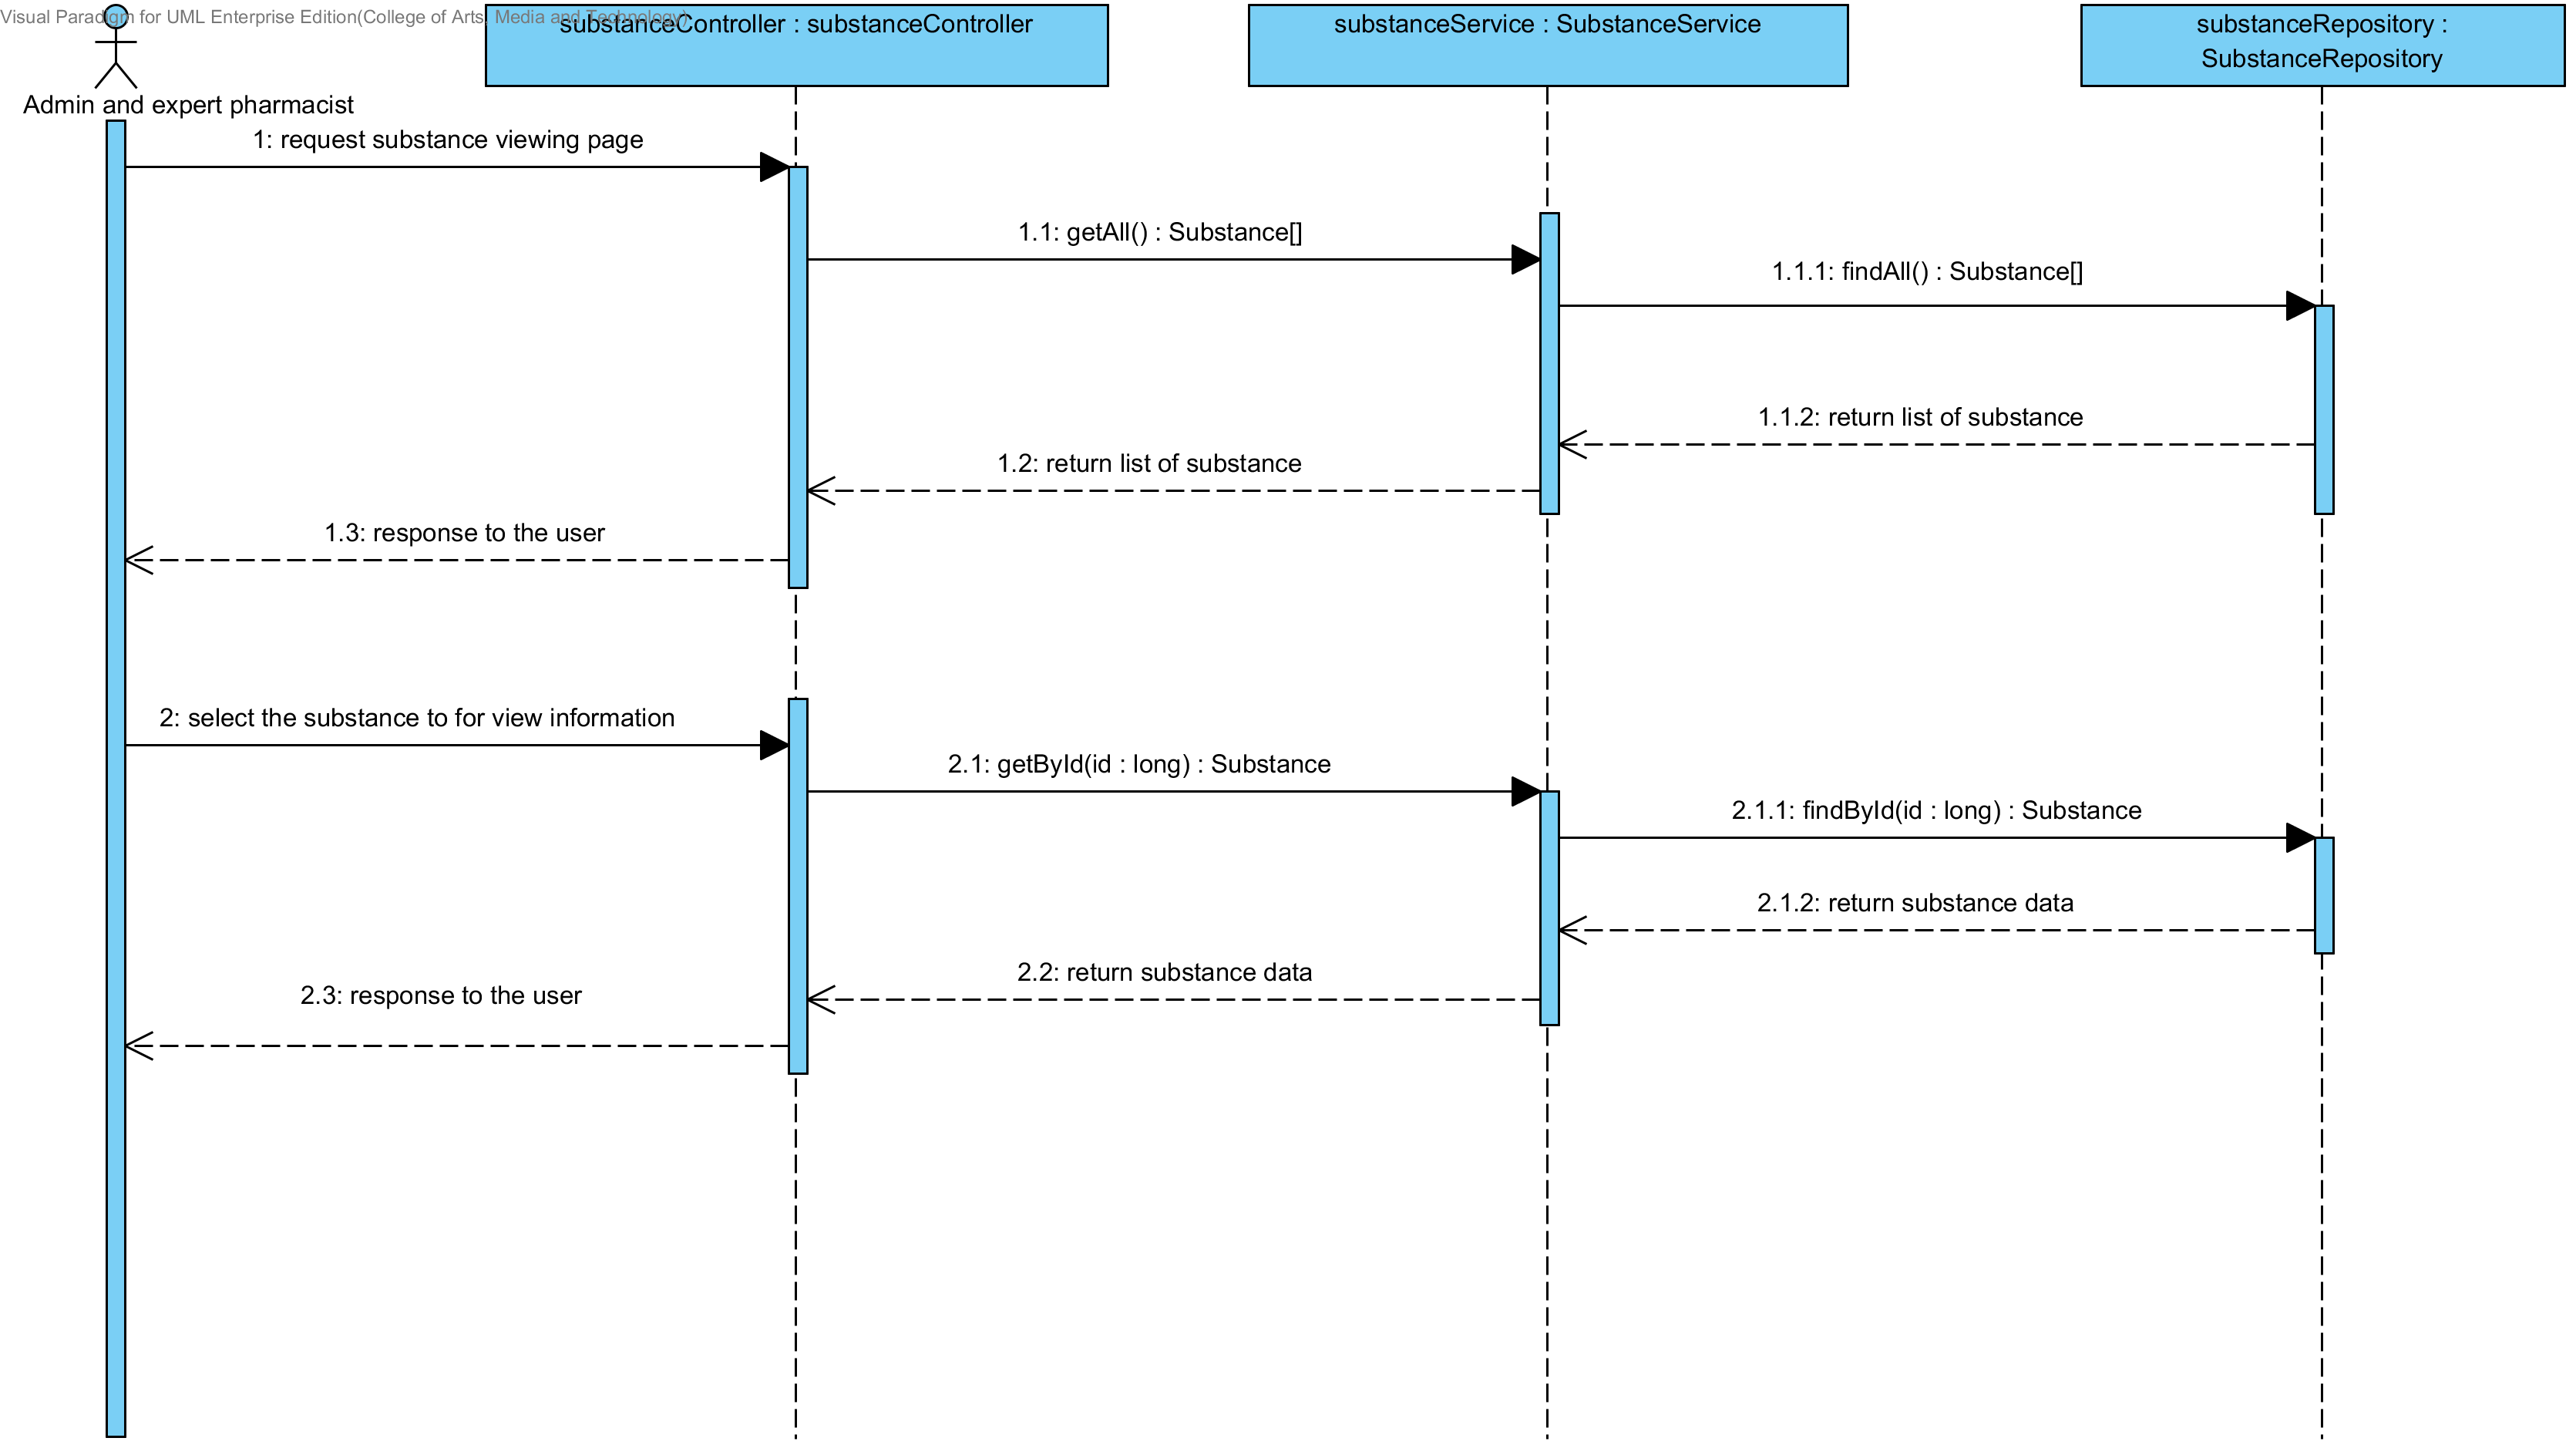 Visual Paradigm for UML Enterprise Edition(College of Arts, Media and Technology)
substanceController : substanceController
substanceService : SubstanceService
substanceRepository :
SubstanceRepository
Admin and expert pharmacist
1: request substance viewing page
1.1: getAll() : Substance[]
1.1.1: findAll() : Substance[]
1.1.2: return list of substance
1.2: return list of substance
1.3: response to the user
2: select the substance to for view information
2.1: getById(id : long) : Substance
2.1.1: findById(id : long) : Substance
2.1.2: return substance data
2.2: return substance data
2.3: response to the user